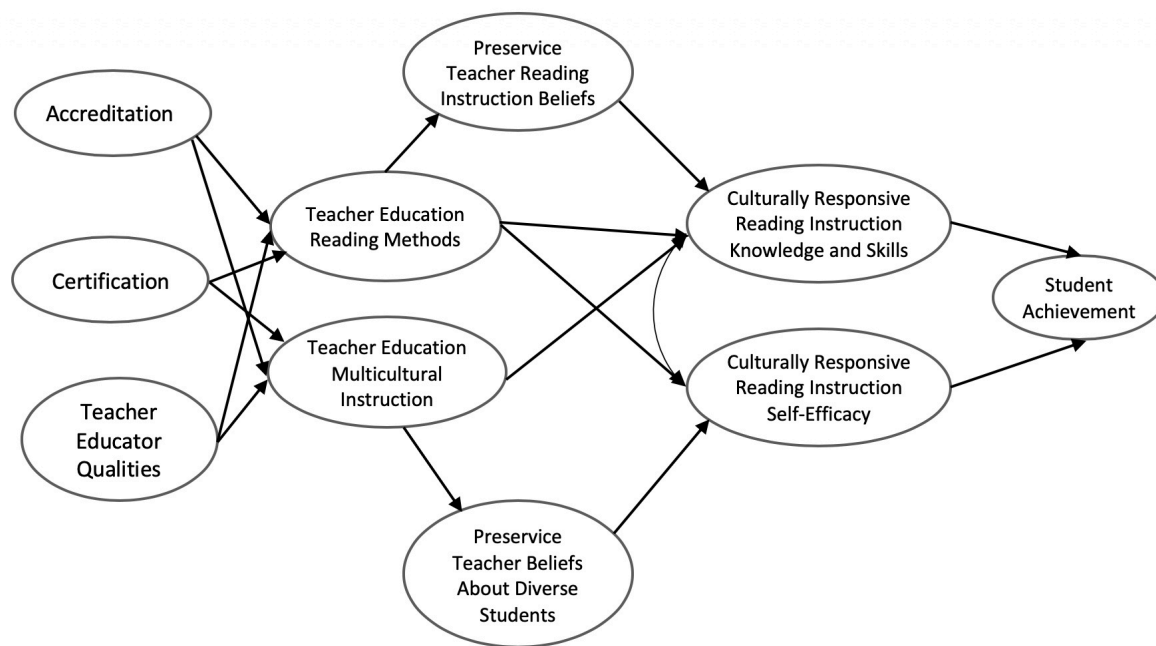 Preservice
Teacher Reading
Instruction Beliefs
Accreditation
Teacher Education
Reading Methods
Culturally Responsive
Reading Instruction
Knowledge and Skills
Certification
Student
Achievement
Teacher Education
Multicultural
Instruction
Culturally Responsive
Reading Instruction
Self-Efficacy
Teacher
Educator
Qualities
Preservice
Teacher Beliefs
About Diverse
Students